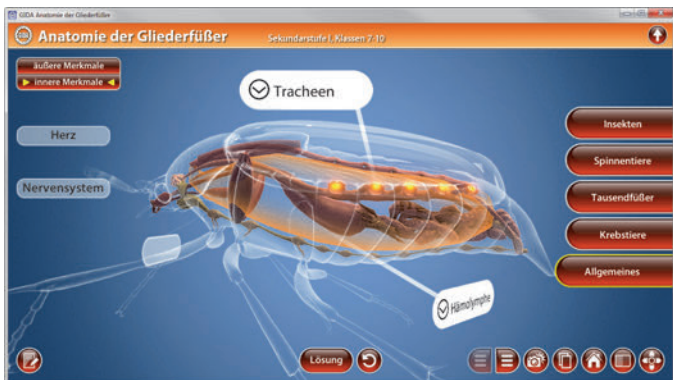 GIDA Anatomie der Gliederfüßer
GIDA
Anatomie der Gliederfüßer
Sekundarstufe I, Klassen 7-10
äußere Merkmale
innere Merkmale
Tracheen
Herz
Nervensystem
Insekten
Spinnentiere
Tausendfüßer
Krebstiere
Allgemeines
Hämolymphe
Lösung